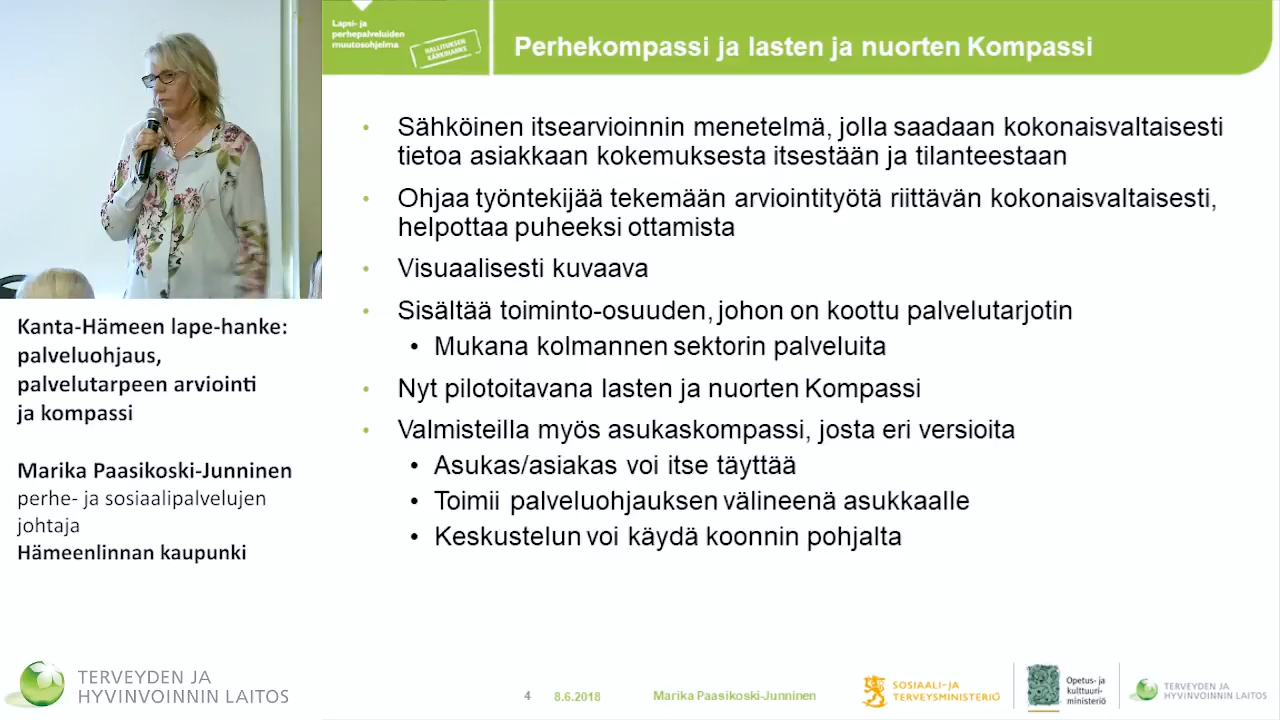 Lapsi- ja
perhepalveluiden
muutosohjelma
HALLITUKSEN
KÄRKIHANKE
Perhekompassi ja lasten ja nuorten Kompassi
• Sähköinen itsearvioinnin menetelmä, jolla saadaan kokonaisvaltaisesti
tietoa asiakkaan kokemuksesta itsestään ja tilanteestaan
• Ohjaa työntekijää tekemään arviointityötä riittävän kokonaisvaltaisesti,
helpottaa puheeksi ottamista
• Visuaalisesti kuvaava
• Sisältää toiminto-osuuden, johon on koottu palvelutarjotin
• Mukana kolmannen sektorin palveluita
• Nyt pilotoitavana lasten ja nuorten Kompassi
• Valmisteilla myös asukaskompassi, josta eri versioita
• Asukas/asiakas voi itse täyttää
• Toimii palveluohjauksen välineenä asukkaalle
• Keskustelun voi käydä koonnin pohjalta
Kanta-Hämeen lape-hanke:
palveluohjaus,
palvelutarpeen arviointi
ja kompassi
Marika Paasikoski-Junninen
perhe- ja sosiaalipalvelujen
johtaja
Hämeenlinnan kaupunki
TERVEYDEN JA
HYVINVOINNIN LAITOS
4
8.6.2018
Marika Paasikoski-Junninen
SOSIAALI- JA
TERVEYSMINISTERIÖ
Opetus- ja
kulttuuri-
ministeriö
TERVEYDEN JA
HYVINVOINNIN LAITOS